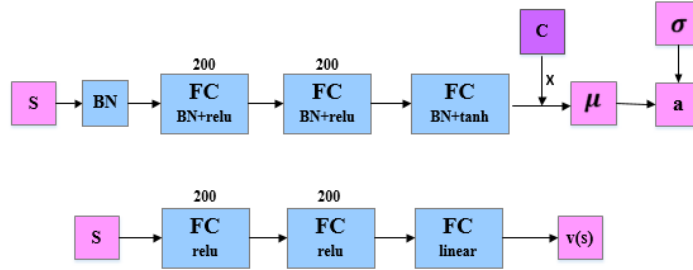 C
σ
200
200
S
BN
FC
BN+relu
FC
BN+relu
FC
BN+tanh
X
μ
a
200
200
S
FC
relu
FC
relu
FC
linear
v(s)